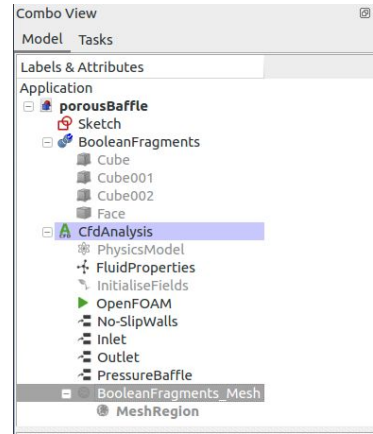 Combo View
Model Tasks
Labels & Attributes
Application
porousBaffle
Sketch
BooleanFragments
Cube
Cube001
Cube002
Face
CfdAnalysis
PhysicsModel
FluidProperties
InitialiseFields
OpenFOAM
No-SlipWalls
Inlet
Outlet
PressureBaffle
BooleanFragments_Mesh
MeshRegion